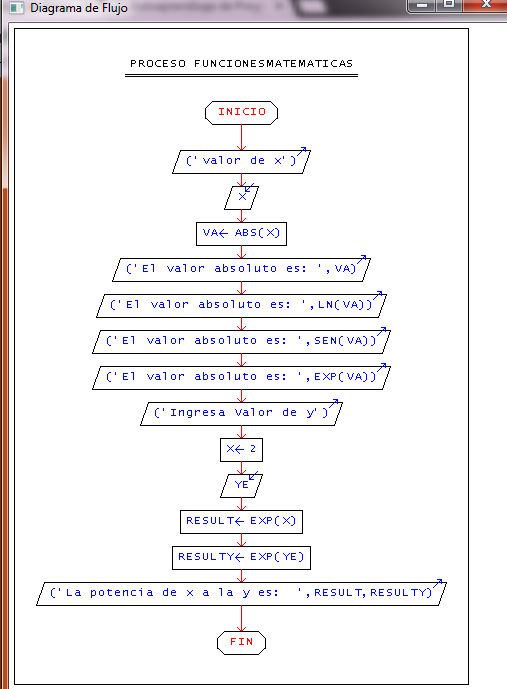 Diagrama de Flujo
PROCESO FUNCIONESMATEMATICAS
INICIO
('valor de x')
X
VA← ABS(X)
('El valor absoluto es: ',VA)
('El valor absoluto es: ',LN(VA))
('El valor absoluto es: ',SEN(VA))
('El valor absoluto es: ',EXP(VA))
('Ingresa Valor de y')
X← 2
YE
RESULT← EXP(X)
RESULTY← EXP(YE)
('La potencia de x a la y es:  ',RESULT,RESULTY)
FIN